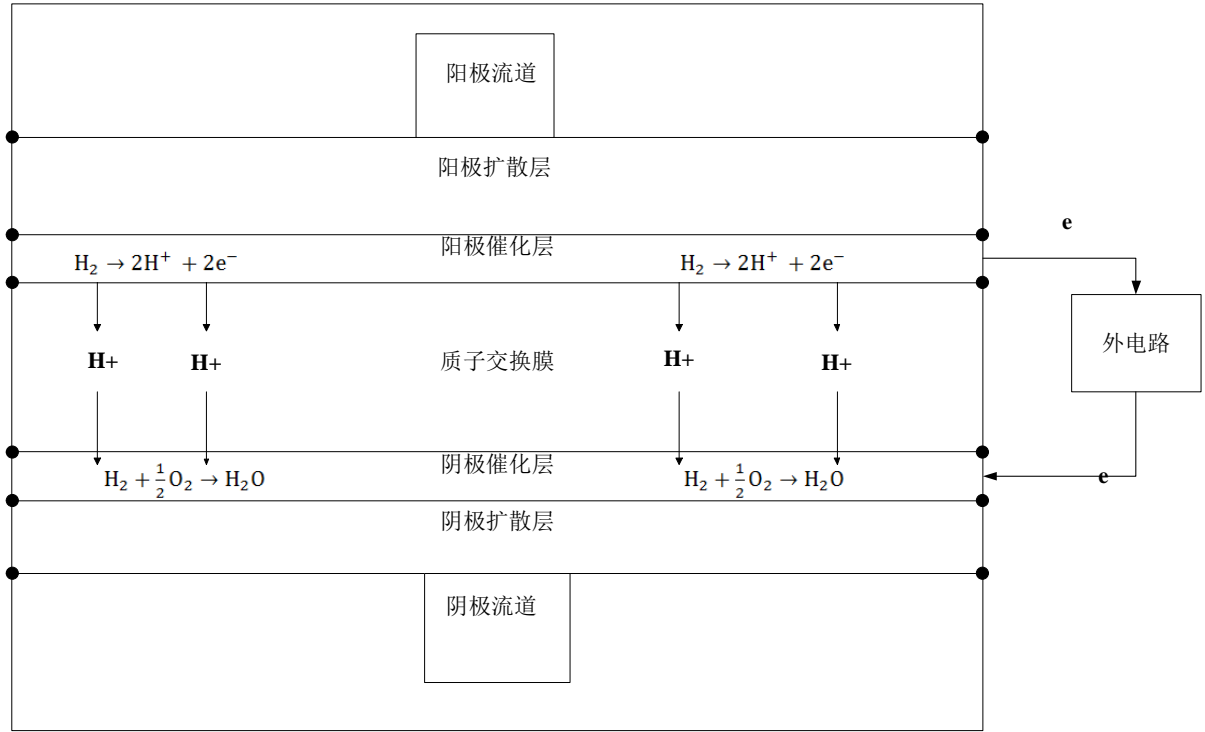 阳极流道
阳极扩散层
e
阳极催化层
H₂ → 2H⁺ + 2e⁻
H₂ → 2H⁺ + 2e⁻
外电路
H+
H+
质子交换膜
H+
H+
阴极催化层
H₂ + ½O₂ → H₂O
H₂ + ½O₂ → H₂O
e
阴极扩散层
阴极流道